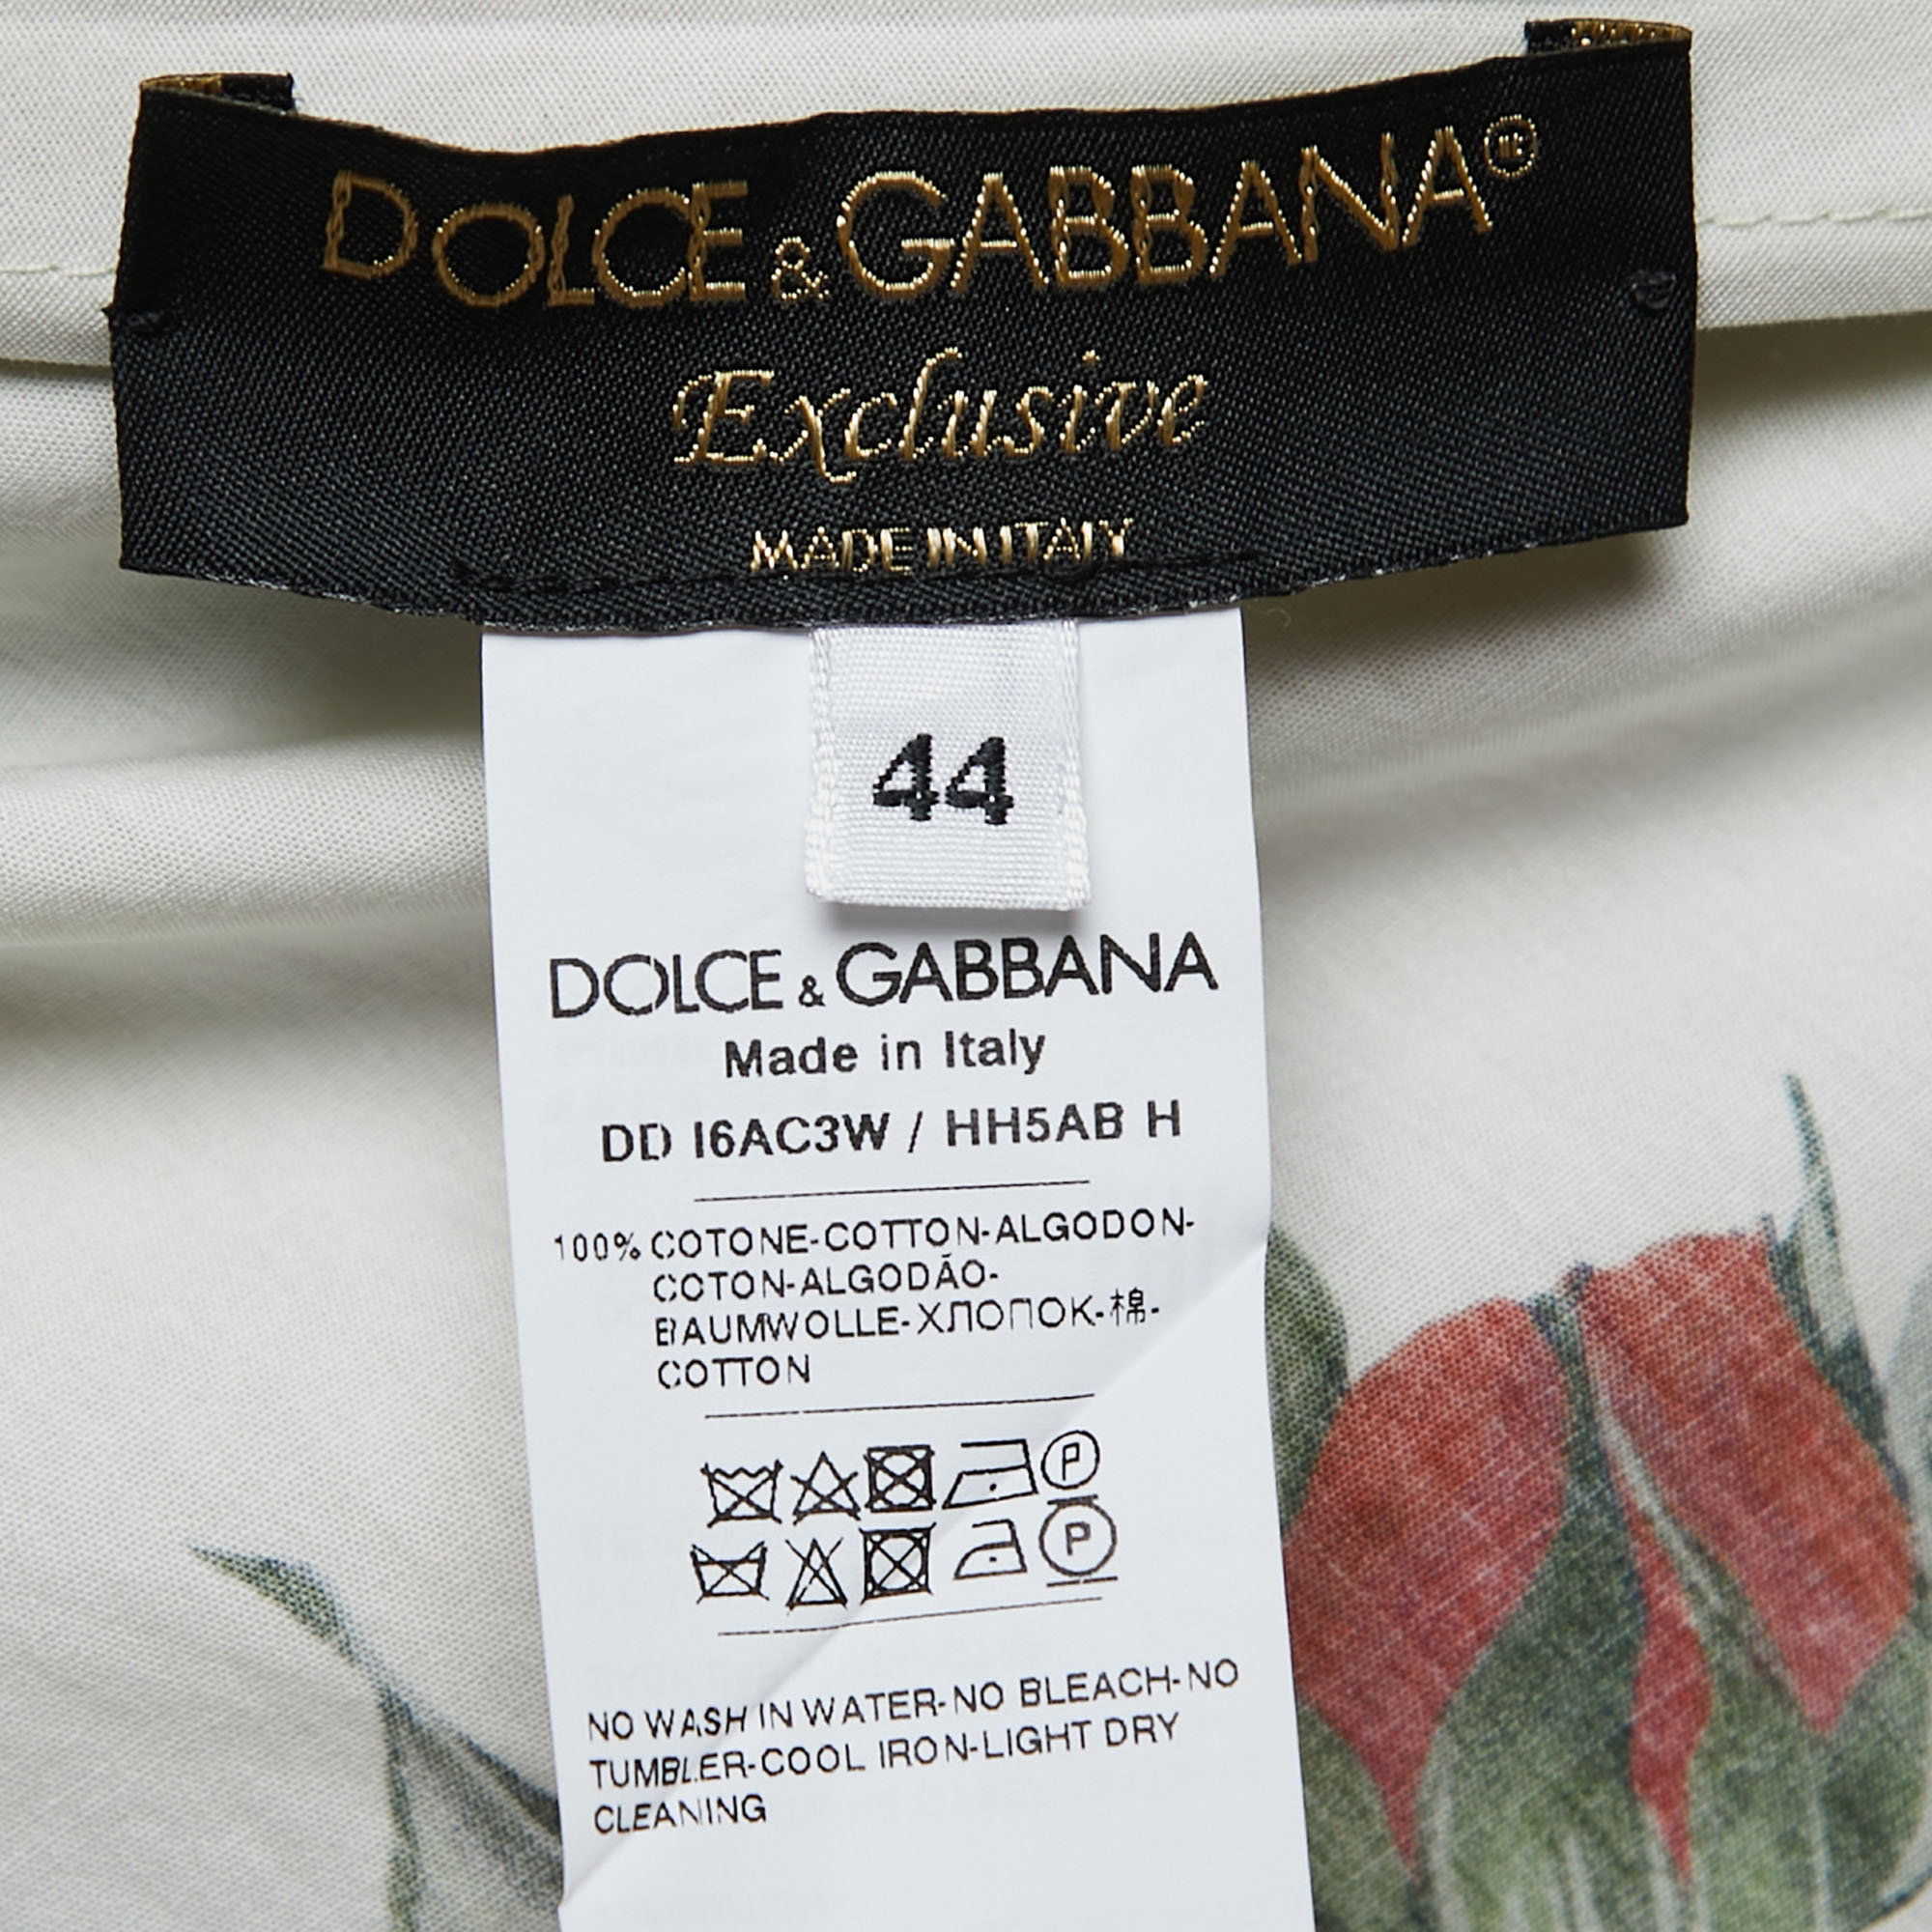 DOLCE & GABBANA®
Exclusive
MADE IN ITALY
44
DOLCE & GABBANA
Made in Italy
DD I6AC3W / HH5AB H
100% COTONE-COTTON-ALGODON-
COTON-ALGODÃO-
BAUMWOLLE-ХЛОПОК-棉-
COTTON
P
P
NO WASH IN WATER-NO BLEACH-NO
TUMBLER-COOL IRON-LIGHT DRY
CLEANING